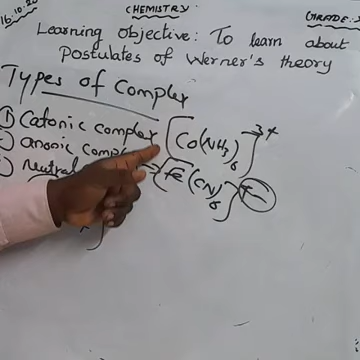 16.10.20
CHEMISTRY
GRADE:
Learning objective: To learn about
Postulates of Werner's theory
Types of Complex
① Cationic complex [Co(NH₃)₆]³⁺
Anionic [Fe(CN)₆]⁴⁻
Neutral